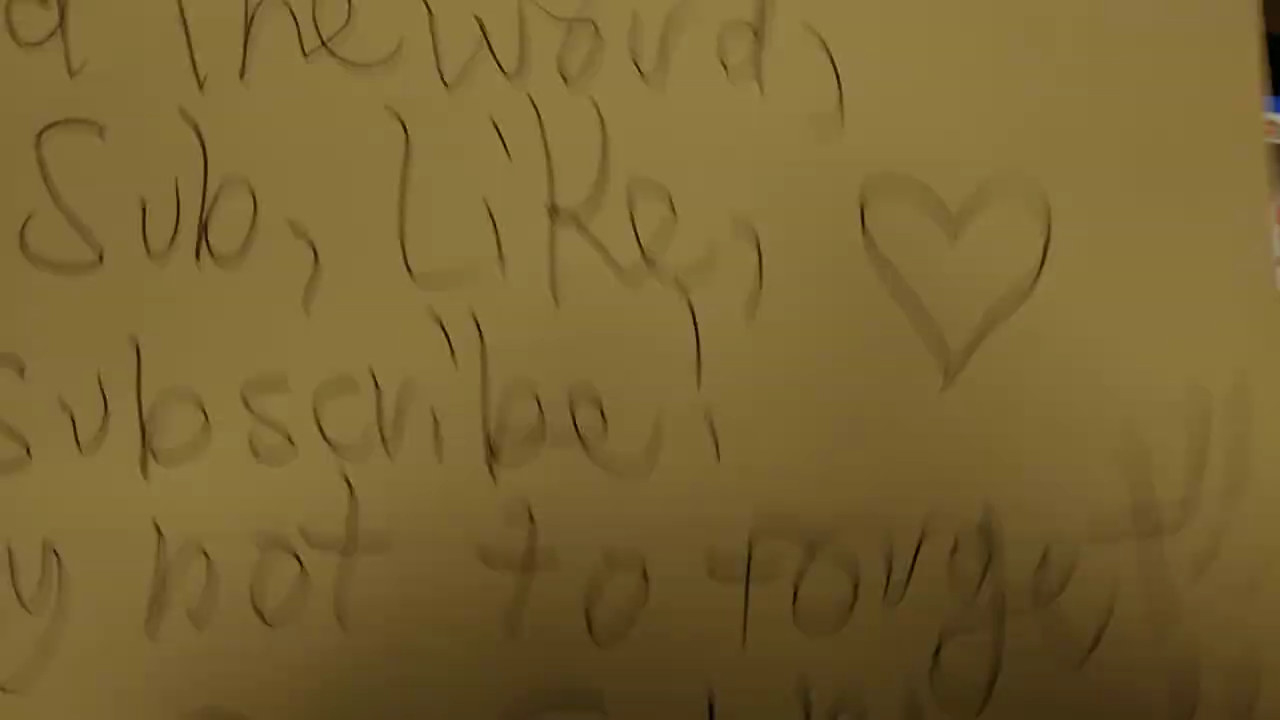 the word,
Sub, Like,
subscribe!
y not to forget